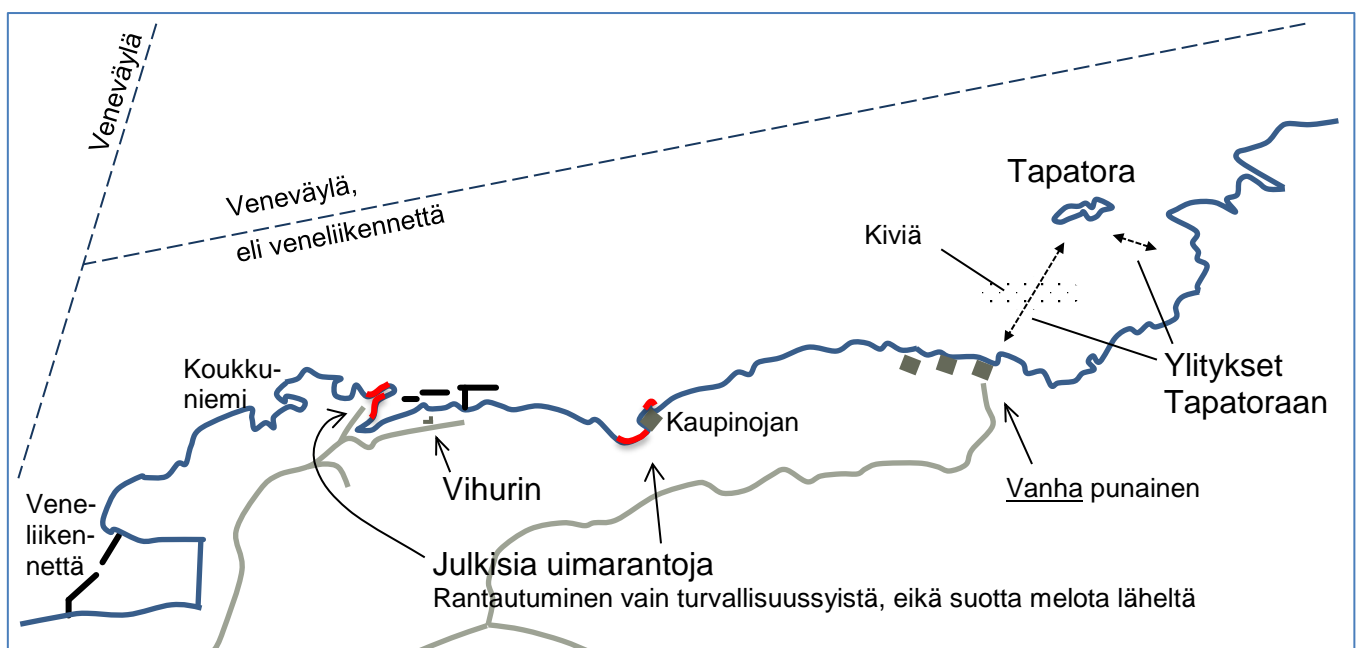 Veneväylä
Veneväylä,
eli veneliikennettä
Tapatora
Kiviä
Koukku-
niemi
Kaupinojan
Ylitykset
Tapatoraan
Vihurin
Vanha punainen
Vene-
liiken-
nettä
Julkisia uimarantoja
Rantautuminen vain turvallisuussyistä, eikä suotta melota läheltä